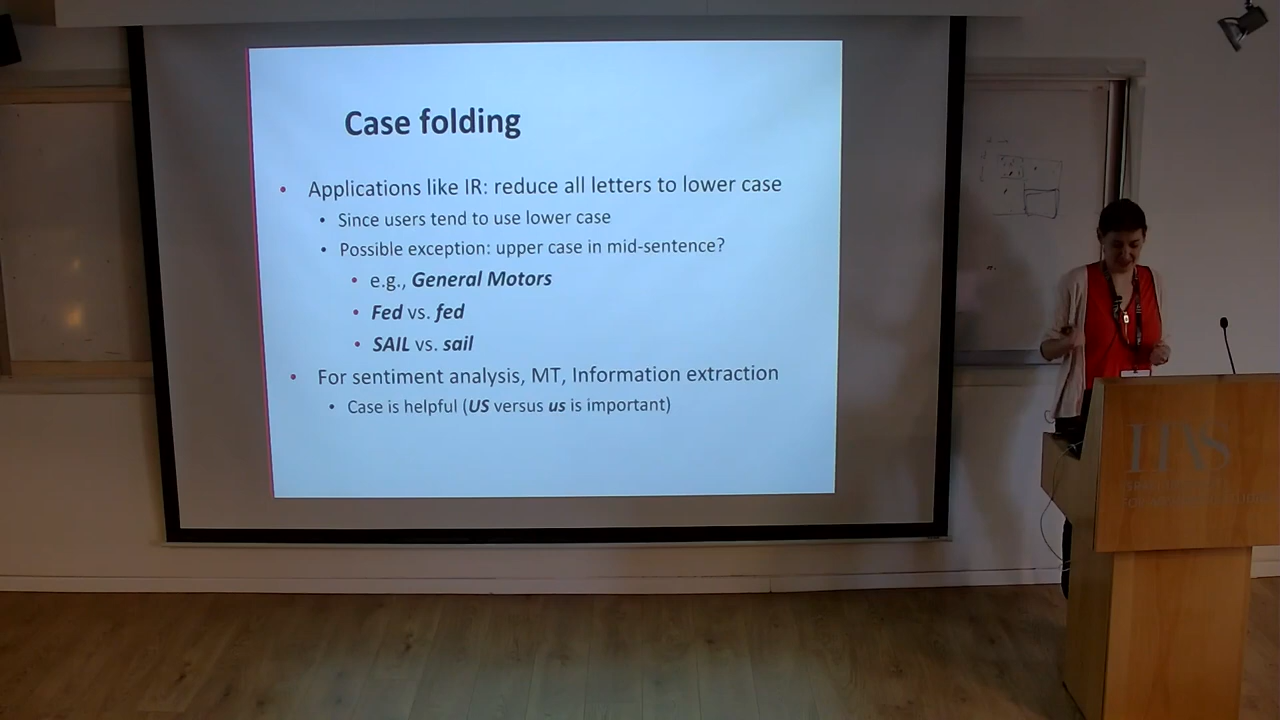 Case folding
• Applications like IR: reduce all letters to lower case
• Since users tend to use lower case
• Possible exception: upper case in mid-sentence?
• e.g., General Motors
• Fed vs. fed
• SAIL vs. sail
• For sentiment analysis, MT, Information extraction
• Case is helpful (US versus us is important)
IIAS